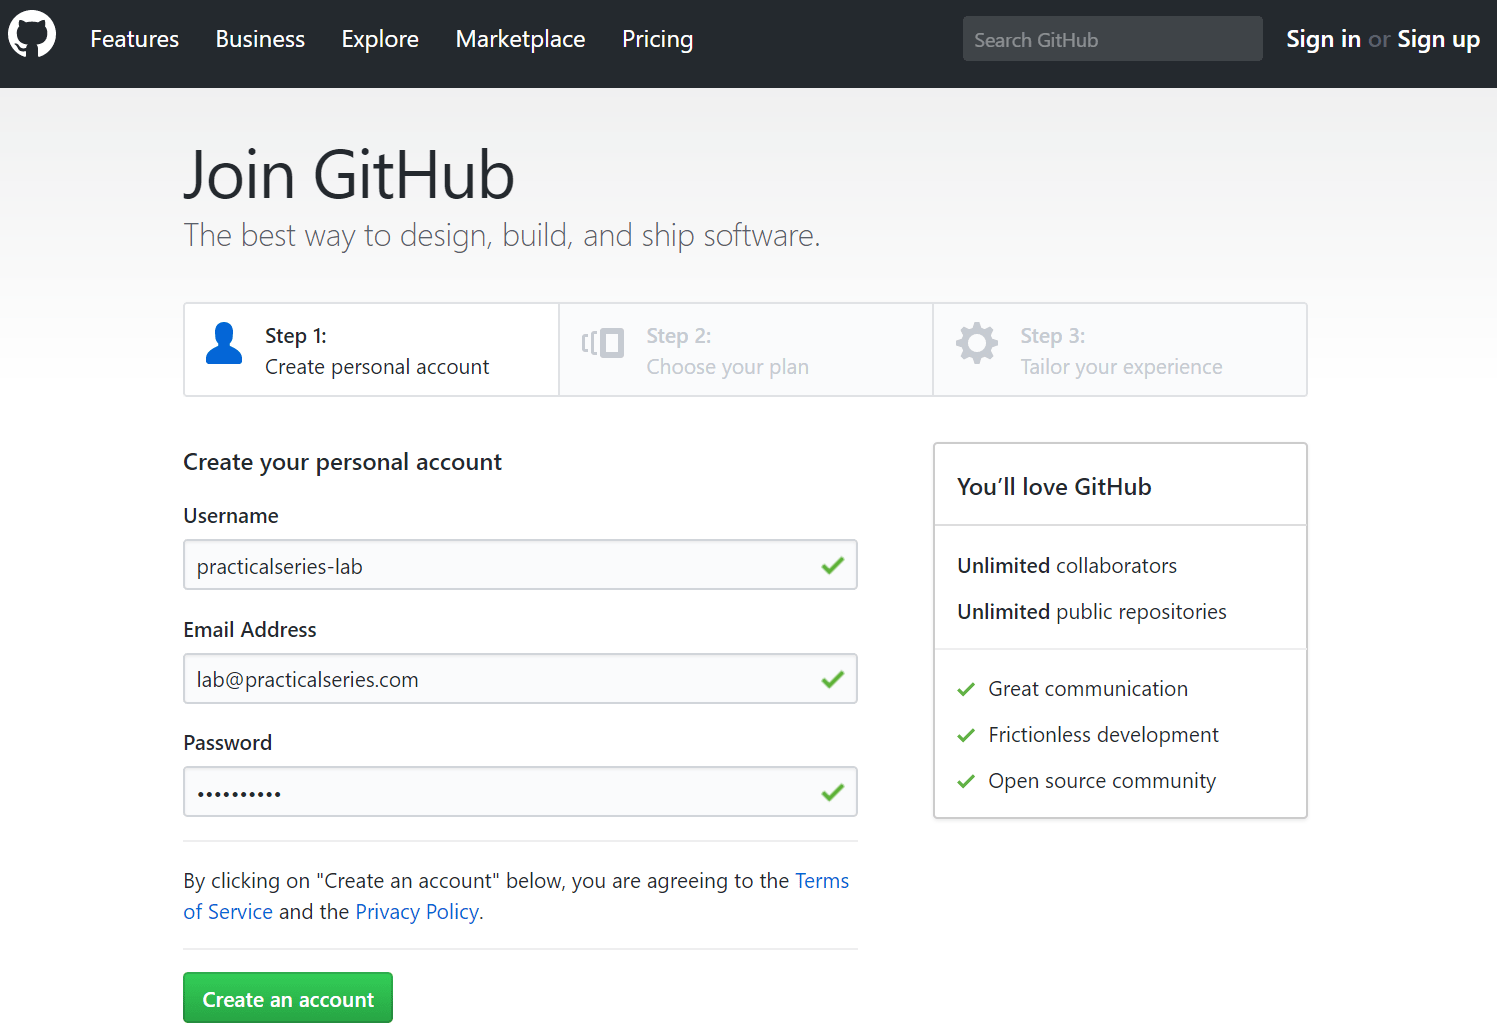 Features Business Explore Marketplace Pricing Search GitHub Sign in or Sign up
Join GitHub
The best way to design, build, and ship software.
Step 1:
Create personal account
Step 2:
Choose your plan
Step 3:
Tailor your experience
Create your personal account
Username
practicalseries-lab
Email Address
lab@practicalseries.com
Password
••••••••••
By clicking on "Create an account" below, you are agreeing to the Terms
of Service and the Privacy Policy.
Create an account
You’ll love GitHub
Unlimited collaborators
Unlimited public repositories
Great communication
Frictionless development
Open source community